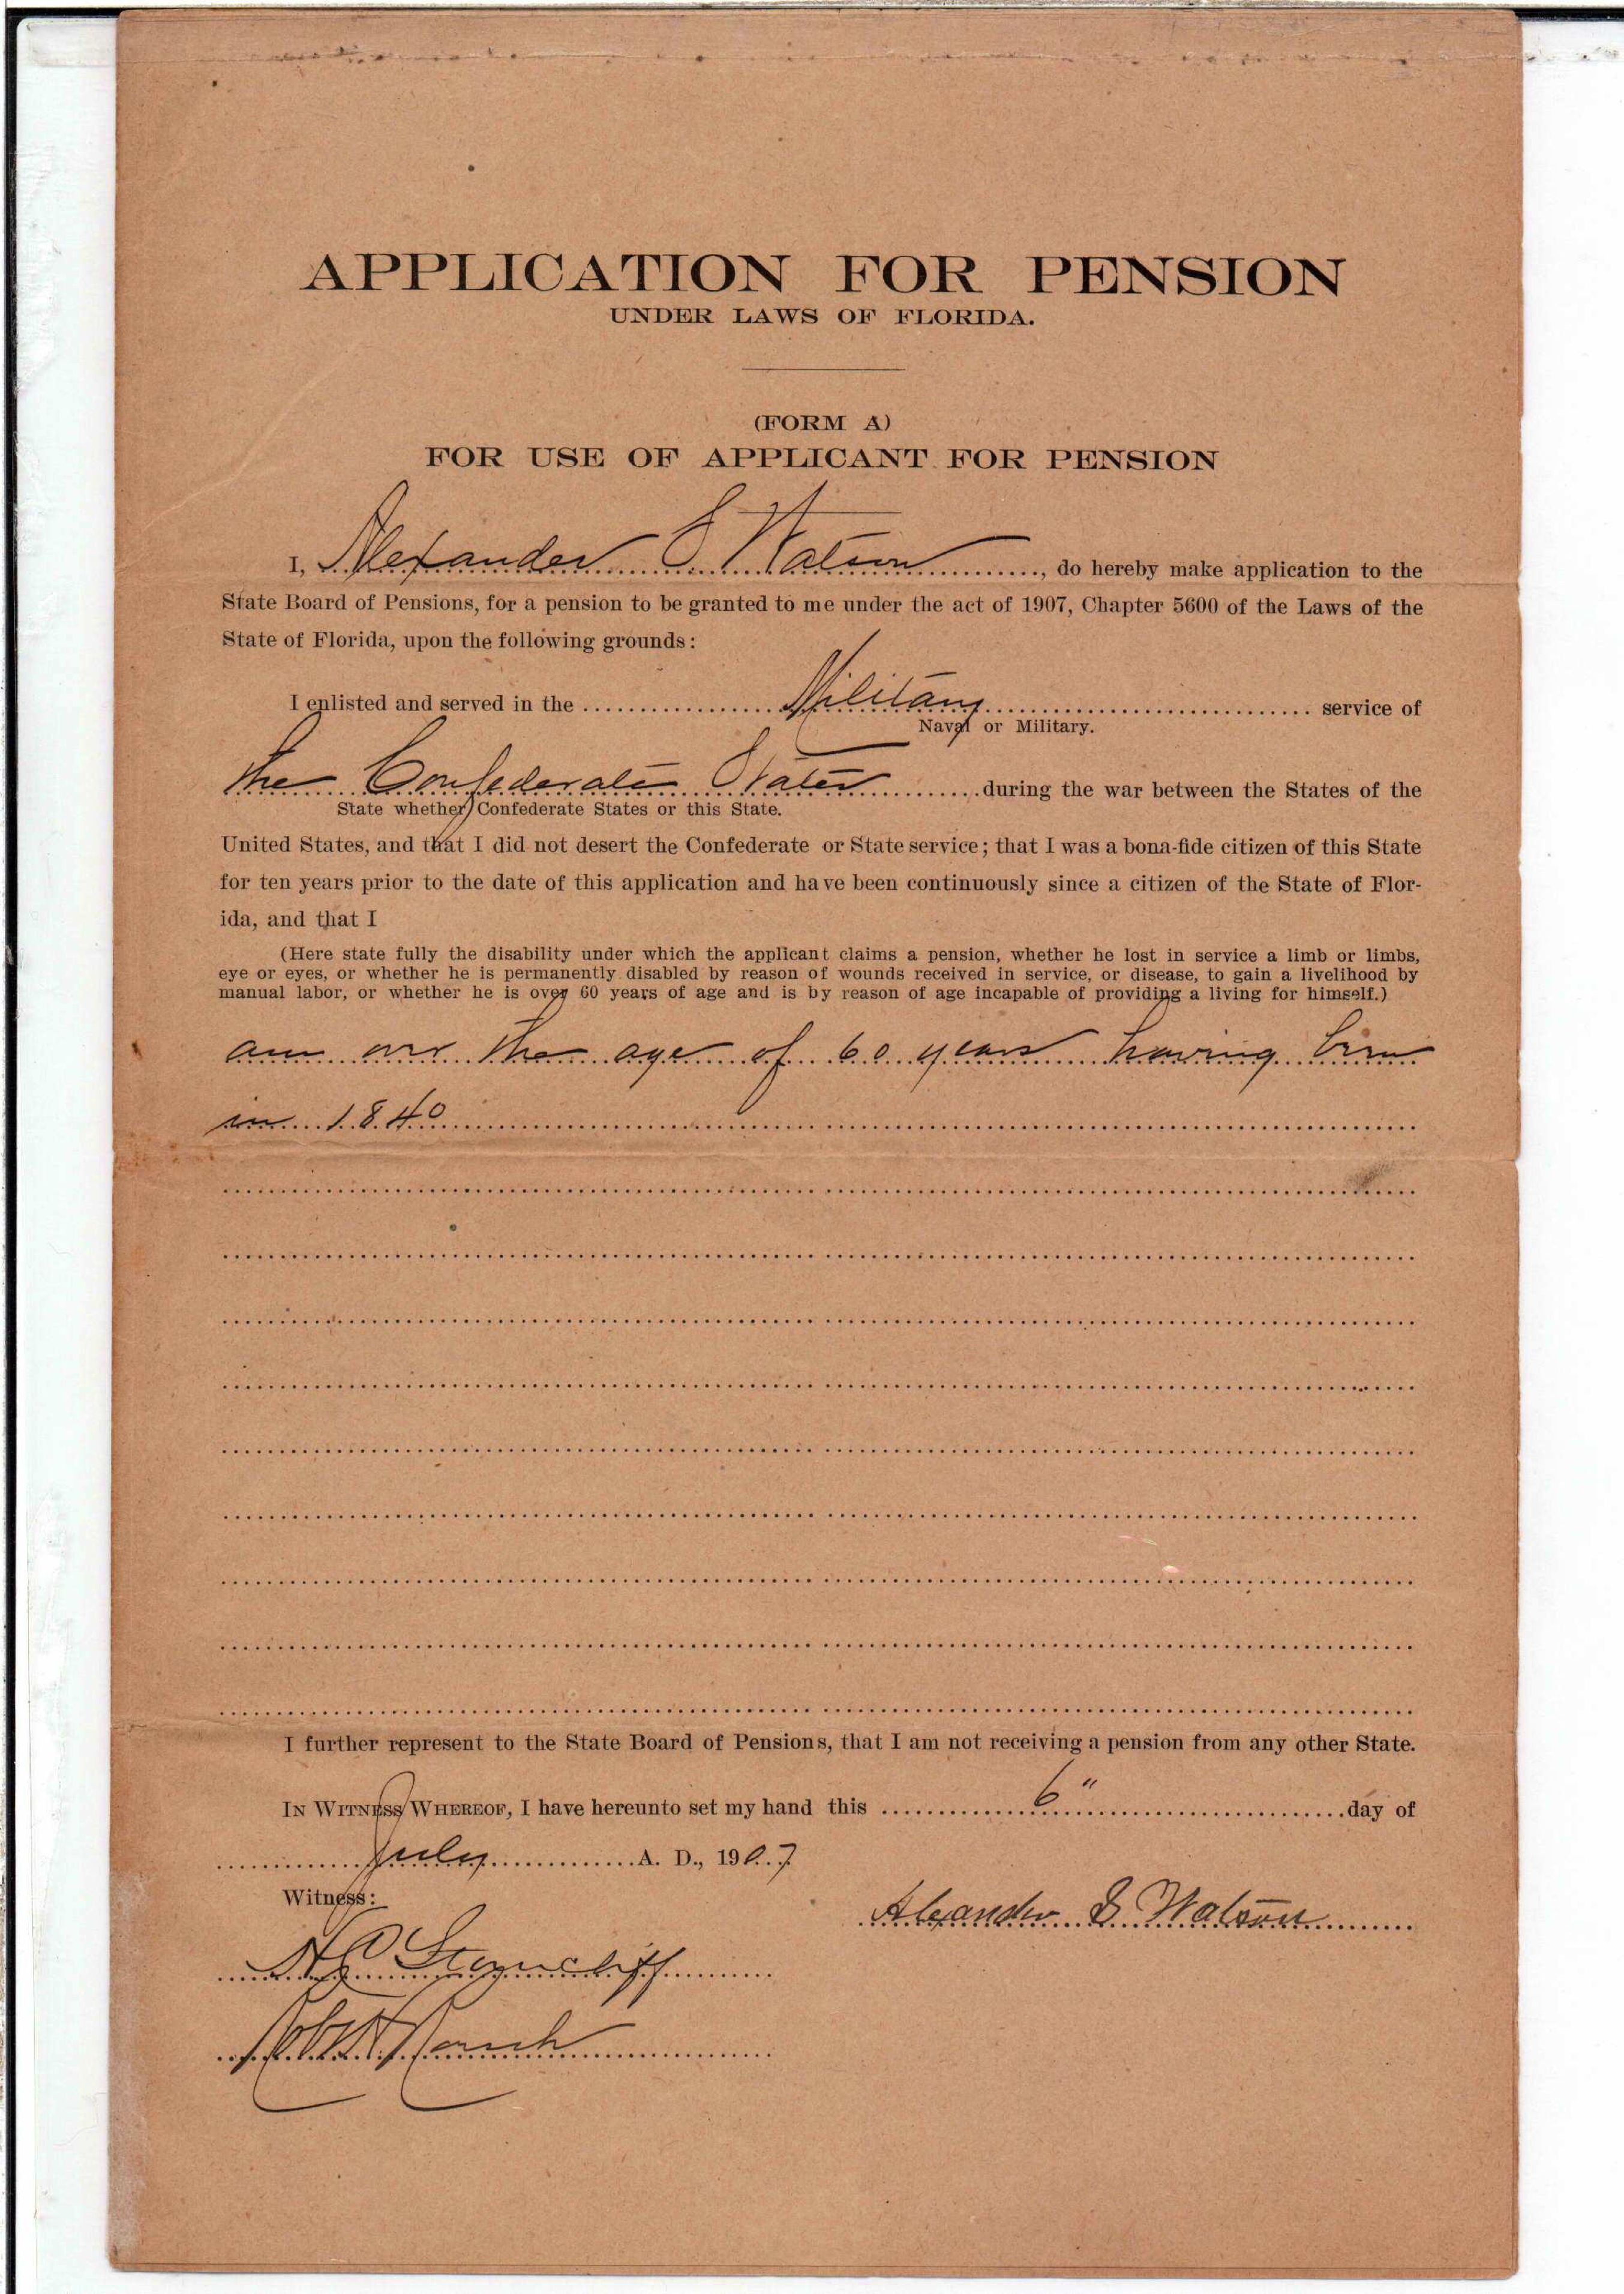 APPLICATION FOR PENSION
UNDER LAWS OF FLORIDA.
(FORM A)
FOR USE OF APPLICANT FOR PENSION
I, Alexander S Watson, do hereby make application to the
State Board of Pensions, for a pension to be granted to me under the act of 1907, Chapter 5600 of the Laws of the
State of Florida, upon the following grounds:
I enlisted and served in the Military service of
Naval or Military.
the Confederate States during the war between the States of the
State whether Confederate States or this State.
United States, and that I did not desert the Confederate or State service; that I was a bona-fide citizen of this State
for ten years prior to the date of this application and have been continuously since a citizen of the State of Flor-
ida, and that I
(Here state fully the disability under which the applicant claims a pension, whether he lost in service a limb or limbs,
eye or eyes, or whether he is permanently disabled by reason of wounds received in service, or disease, to gain a livelihood by
manual labor, or whether he is over 60 years of age and is by reason of age incapable of providing a living for himself.)
am over the age of 60 years having born
in 1840
I further represent to the State Board of Pensions, that I am not receiving a pension from any other State.
IN WITNESS WHEREOF, I have hereunto set my hand this 6" day of
July A. D., 1907
Witness:
Alexander S Watson